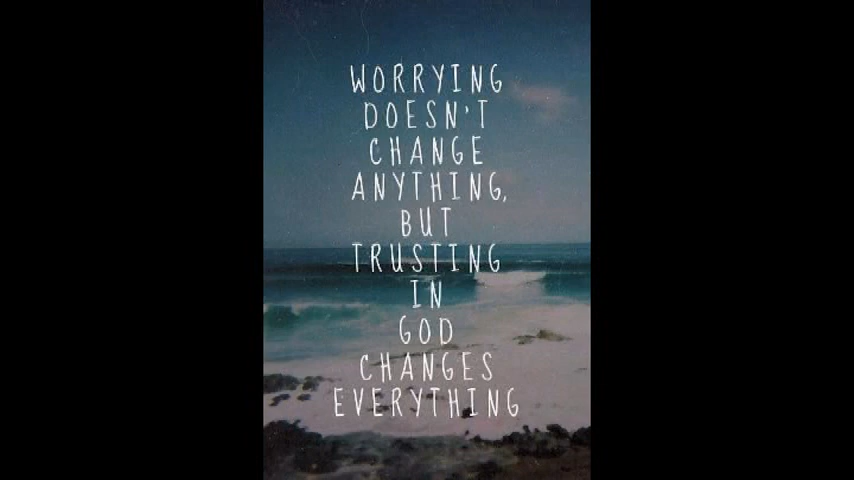 WORRYING
DOESN'T
CHANGE
ANYTHING,
BUT
TRUSTING
IN
GOD
CHANGES
EVERYTHING